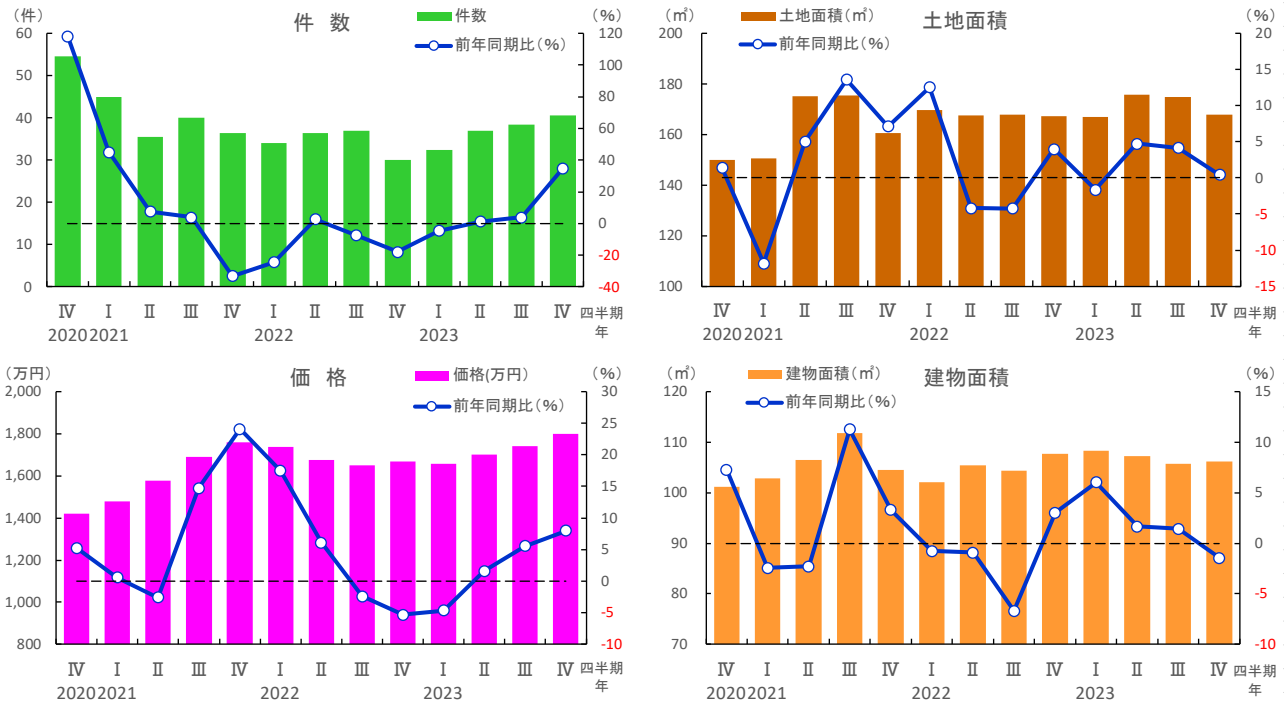 (件)
件 数
件数
前年同期比(%)
(%)
60
50
40
30
20
10
0
120
100
80
60
40
20
0
-20
-40
Ⅳ Ⅰ Ⅱ Ⅲ Ⅳ Ⅰ Ⅱ Ⅲ Ⅳ Ⅰ Ⅱ Ⅲ Ⅳ 四半期
2020 2021 2022 2023 年
(㎡)
土地面積(㎡)
前年同期比(%)
土地面積
(%)
200
180
160
140
120
100
20
15
10
5
0
-5
-10
-15
Ⅳ Ⅰ Ⅱ Ⅲ Ⅳ Ⅰ Ⅱ Ⅲ Ⅳ Ⅰ Ⅱ Ⅲ Ⅳ 四半期
2020 2021 2022 2023 年
(万円)
価 格
価格(万円)
前年同期比(%)
(%)
2,000
1,800
1,600
1,400
1,200
1,000
800
30
25
20
15
10
5
0
-5
-10
Ⅳ Ⅰ Ⅱ Ⅲ Ⅳ Ⅰ Ⅱ Ⅲ Ⅳ Ⅰ Ⅱ Ⅲ Ⅳ 四半期
2020 2021 2022 2023 年
(㎡)
建物面積(㎡)
前年同期比(%)
建物面積
(%)
120
110
100
90
80
70
15
10
5
0
-5
-10
Ⅳ Ⅰ Ⅱ Ⅲ Ⅳ Ⅰ Ⅱ Ⅲ Ⅳ Ⅰ Ⅱ Ⅲ Ⅳ 四半期
2020 2021 2022 2023 年